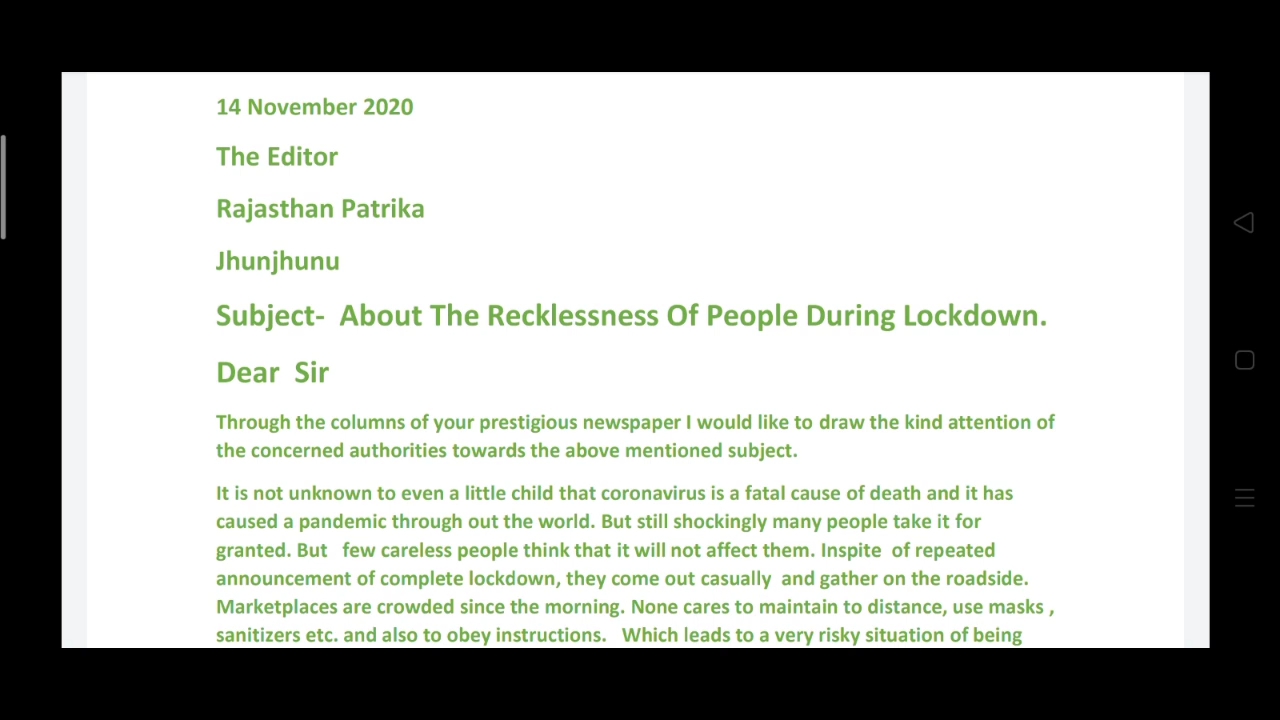 14 November 2020
The Editor
Rajasthan Patrika
Jhunjhunu
Subject-  About The Recklessness Of People During Lockdown.
Dear  Sir
Through the columns of your prestigious newspaper I would like to draw the kind attention of
the concerned authorities towards the above mentioned subject.
It is not unknown to even a little child that coronavirus is a fatal cause of death and it has
caused a pandemic through out the world. But still shockingly many people take it for
granted. But   few careless people think that it will not affect them. Inspite  of repeated
announcement of complete lockdown, they come out casually  and gather on the roadside.
Marketplaces are crowded since the morning. None cares to maintain to distance, use masks ,
sanitizers etc. and also to obey instructions.   Which leads to a very risky situation of being